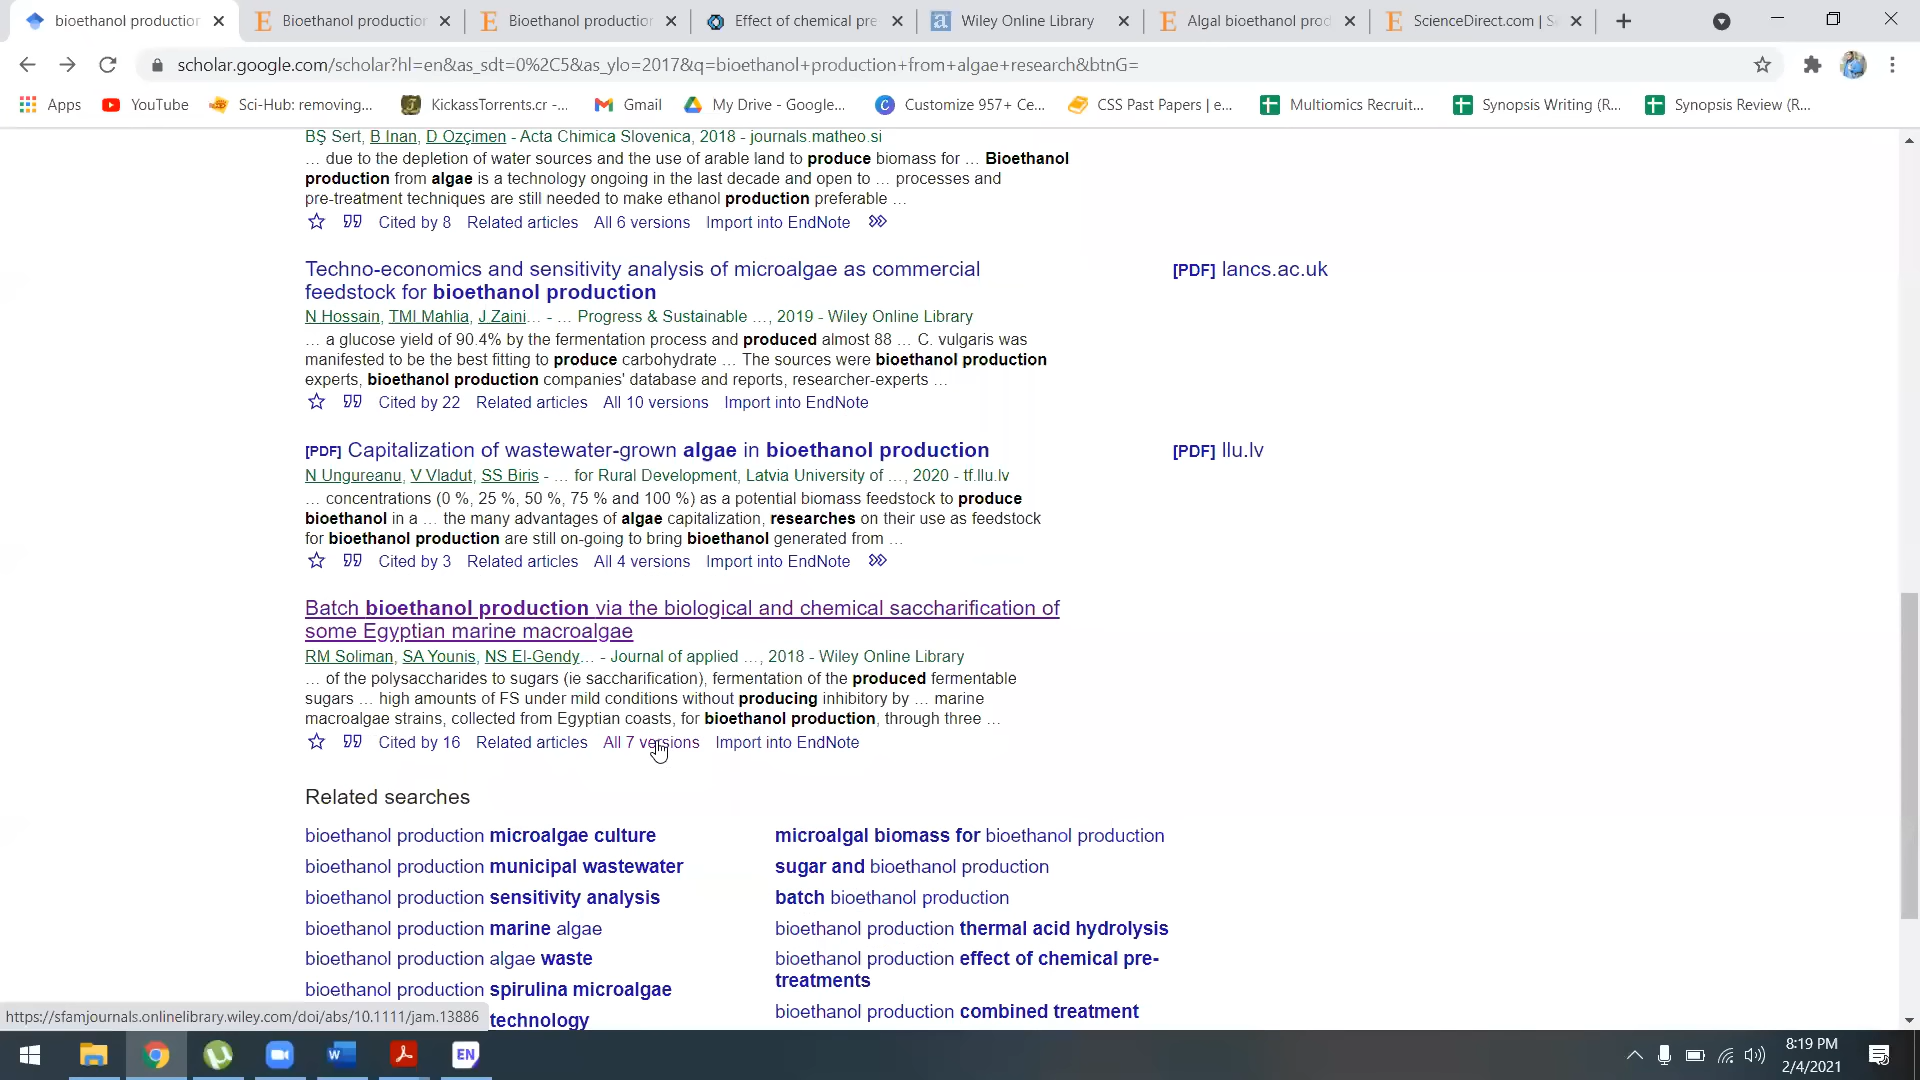 bioethanol production
Bioethanol production
Bioethanol production
Effect of chemical pre
Wiley Online Library
Algal bioethanol prod
ScienceDirect.com | S
scholar.google.com/scholar?hl=en&as_sdt=0%2C5&as_ylo=2017&q=bioethanol+production+from+algae+research&btnG=
Apps
YouTube
Sci-Hub: removing...
KickassTorrents.cr -...
Gmail
My Drive - Google...
Customize 957+ Ce...
CSS Past Papers | e...
Multiomics Recruit...
Synopsis Writing (R...
Synopsis Review (R...
BŞ Sert, B Inan, D Özçimen - Acta Chimica Slovenica, 2018 - journals.matheo.si
... due to the depletion of water sources and the use of arable land to produce biomass for ... Bioethanol
production from algae is a technology ongoing in the last decade and open to ... processes and
pre-treatment techniques are still needed to make ethanol production preferable ...
Cited by 8 Related articles All 6 versions Import into EndNote
Techno-economics and sensitivity analysis of microalgae as commercial
feedstock for bioethanol production
[PDF] lancs.ac.uk
N Hossain, TMI Mahlia, J Zaini... - ... Progress & Sustainable ..., 2019 - Wiley Online Library
... a glucose yield of 90.4% by the fermentation process and produced almost 88 ... C. vulgaris was
manifested to be the best fitting to produce carbohydrate ... The sources were bioethanol production
experts, bioethanol production companies' database and reports, researcher-experts ...
Cited by 22 Related articles All 10 versions Import into EndNote
[PDF] Capitalization of wastewater-grown algae in bioethanol production
[PDF] llu.lv
N Ungureanu, V Vladut, SS Biris - ... for Rural Development, Latvia University of ..., 2020 - tf.llu.lv
... concentrations (0 %, 25 %, 50 %, 75 % and 100 %) as a potential biomass feedstock to produce
bioethanol in a ... the many advantages of algae capitalization, researches on their use as feedstock
for bioethanol production are still on-going to bring bioethanol generated from ...
Cited by 3 Related articles All 4 versions Import into EndNote
Batch bioethanol production via the biological and chemical saccharification of
some Egyptian marine macroalgae
RM Soliman, SA Younis, NS El-Gendy... - Journal of applied ..., 2018 - Wiley Online Library
... of the polysaccharides to sugars (ie saccharification), fermentation of the produced fermentable
sugars ... high amounts of FS under mild conditions without producing inhibitory by ... marine
macroalgae strains, collected from Egyptian coasts, for bioethanol production, through three ...
Cited by 16 Related articles All 7 versions Import into EndNote
Related searches
bioethanol production microalgae culture
bioethanol production municipal wastewater
bioethanol production sensitivity analysis
bioethanol production marine algae
bioethanol production algae waste
bioethanol production spirulina microalgae
technology
microalgal biomass for bioethanol production
sugar and bioethanol production
batch bioethanol production
bioethanol production thermal acid hydrolysis
bioethanol production effect of chemical pre-
treatments
bioethanol production combined treatment
https://sfamjournals.onlinelibrary.wiley.com/doi/abs/10.1111/jam.13886
EN
8:19 PM
2/4/2021